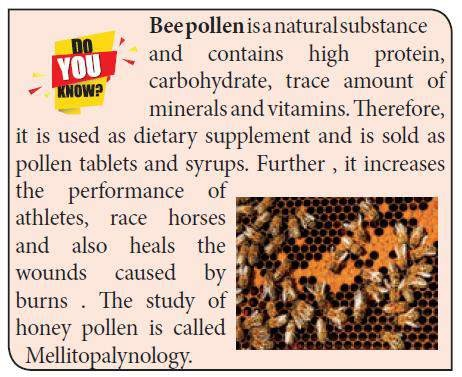 DO
YOU
KNOW?
Bee pollen is a natural substance
and contains high protein,
carbohydrate, trace amount of
minerals and vitamins. Therefore,
it is used as dietary supplement and is sold as
pollen tablets and syrups. Further , it increases
the performance of
athletes, race horses
and also heals the
wounds caused by
burns . The study of
honey pollen is called
Mellitopalynology.